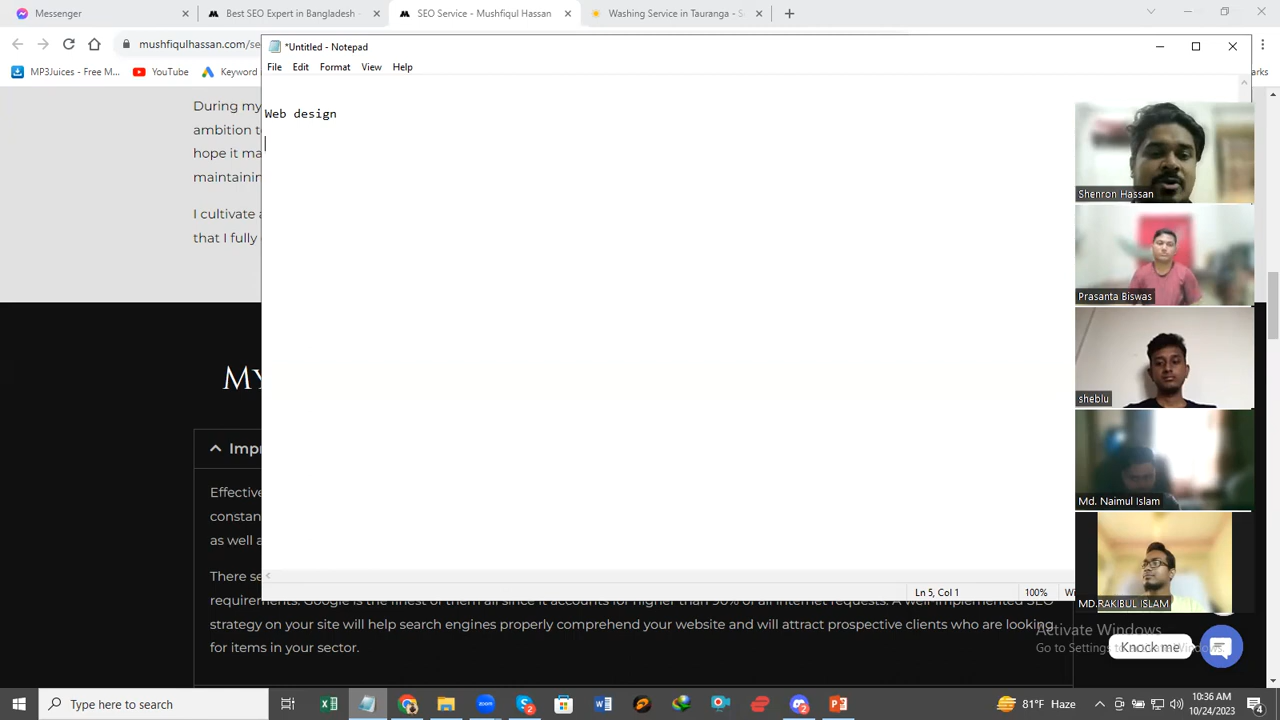 Messenger
Best SEO Expert in Bangladesh -
SEO Service - Mushfiqul Hassan
Washing Service in Tauranga - S
mushfiqulhassan.com/se
MP3Juices - Free M...
YouTube
Keyword
*Untitled - Notepad
File Edit Format View Help
Web design
During my
ambition t
hope it ma
maintainin
I cultivate a
that I fully
My
Impr
Effective
constan
as well a
There se
requirements. Google is the finest of them all since it accounts for higher than 90% of all internet requests. A well-implemented SEO
strategy on your site will help search engines properly comprehend your website and will attract prospective clients who are looking
for items in your sector.
Ln 5, Col 1
100%
Wi
Shenron Hassan
Prasanta Biswas
sheblu
Md. Naimul Islam
MD.RAKIBUL ISLAM
Activate Windows
Go to Settings to activate Windows.
Knock me
Type here to search
81°F Haze
10:36 AM
10/24/2023
4